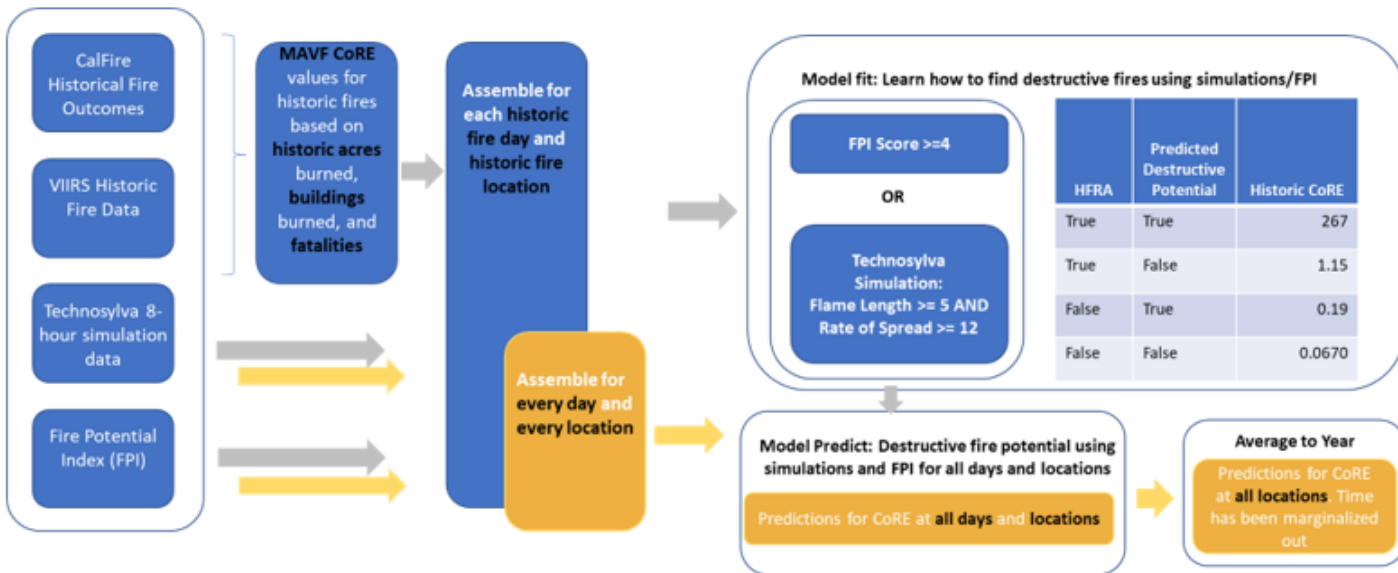 CalFire
Historical Fire
Outcomes
VIIRS Historic
Fire Data
Technosylva 8-
hour simulation
data
Fire Potential
Index (FPI)
MAVF CoRE
values for
historic fires
based on
historic acres
burned,
buildings
burned, and
fatalities
Assemble for
each historic
fire day and
historic fire
location
Assemble for
every day and
every location
Model fit: Learn how to find destructive fires using simulations/FPI
FPI Score >=4
OR
Technosylva
Simulation:
Flame Length >= 5 AND
Rate of Spread >= 12
HFRA Predicted Destructive Potential Historic CoRE
True True 267
True False 1.15
False True 0.19
False False 0.0670
Model Predict: Destructive fire potential using
simulations and FPI for all days and locations
Predictions for CoRE at all days and locations
Average to Year
Predictions for CoRE
at all locations. Time
has been marginalized
out